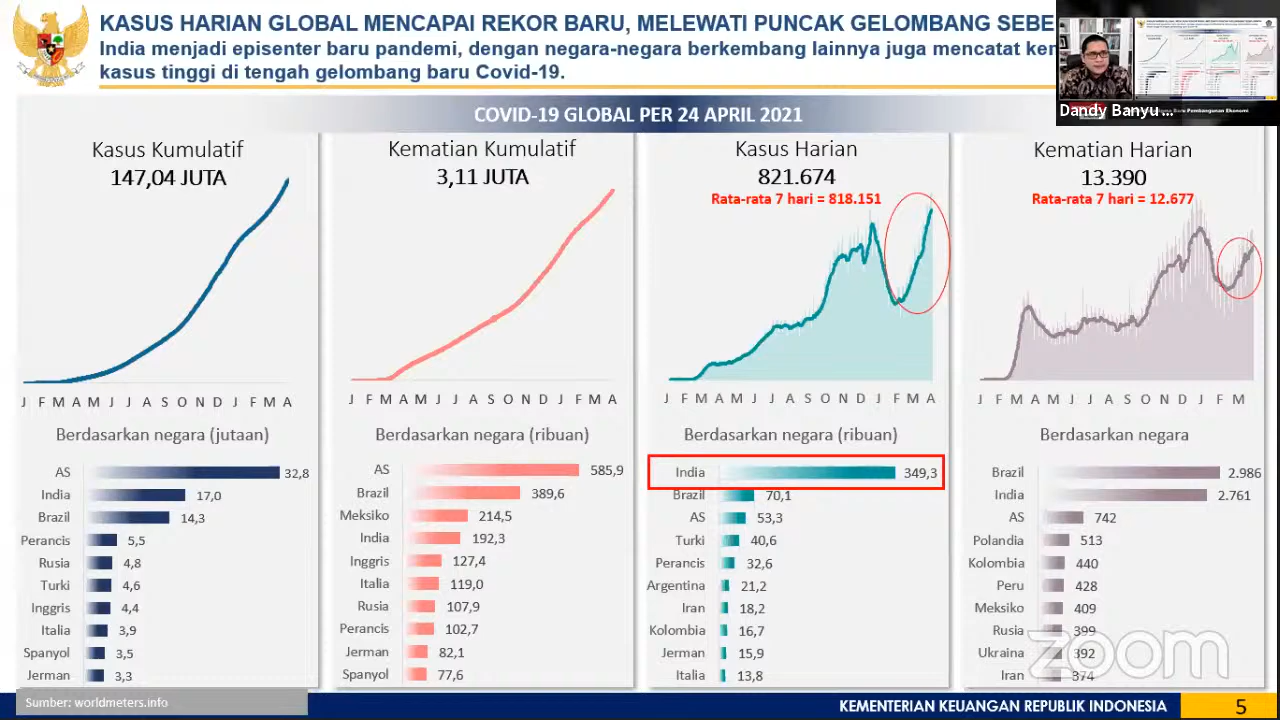 KASUS HARIAN GLOBAL MENCAPAI REKOR BARU, MELEWATI PUNCAK GELOMBANG SEBE
India menjadi episenter baru pandemi, dengan negara-negara berkembang lainnya juga mencatat ken
kasus tinggi di tengah gelombang baru Covid-19.
Dandy Banyu ...
-19 GLOBAL PER 24 APRIL 2021
Kasus Kumulatif
147,04 JUTA
J F M A M J J A S O N D J F M A
Berdasarkan negara (jutaan)
AS 32,8
India 17,0
Brazil 14,3
Perancis 5,5
Rusia 4,8
Turki 4,6
Inggris 4,4
Italia 3,9
Spanyol 3,5
Jerman 3,3
Kematian Kumulatif
3,11 JUTA
J F M A M J J A S O N D J F M A
Berdasarkan negara (ribuan)
AS 585,9
Brazil 389,6
Meksiko 214,5
India 192,3
Inggris 127,4
Italia 119,0
Rusia 107,9
Perancis 102,7
Jerman 82,1
Spanyol 77,6
Kasus Harian
821.674
Rata-rata 7 hari = 818.151
J F M A M J J A S O N D J F M A
Berdasarkan negara (ribuan)
India 349,3
Brazil 70,1
AS 53,3
Turki 40,6
Perancis 32,6
Argentina 21,2
Iran 18,2
Kolombia 16,7
Jerman 15,9
Italia 13,8
Kematian Harian
13.390
Rata-rata 7 hari = 12.677
J F M A M J J A S O N D J F M
Berdasarkan negara
Brazil 2.986
India 2.761
AS 742
Polandia 513
Kolombia 440
Peru 428
Meksiko 409
Rusia 399
Ukraina 392
Iran 374
zoom
Sumber: worldmeters.info
KEMENTERIAN KEUANGAN REPUBLIK INDONESIA 5